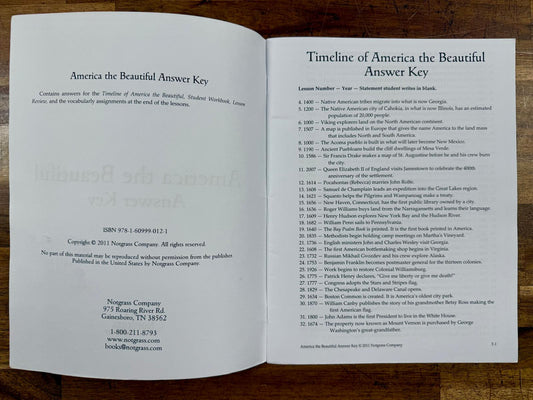 America the Beautiful Answer Key
Contains answers for the Timeline of America the Beautiful, Student Workbook, Lesson
Review, and the vocabulary assignments at the end of the lessons.
ISBN 978-1-60999-012-1
Copyright © 2011 Notgrass Company. All rights reserved.
No part of this material may be reproduced without permission from the publisher.
Published in the United States by Notgrass Company.
Notgrass Company
975 Roaring River Rd.
Gainesboro, TN 38562
1-800-211-8793
www.notgrass.com
books@notgrass.com
Timeline of America the Beautiful
Answer Key
Lesson Number — Year — Statement student writes in blank.
4. 1400 — Native American tribes migrate into what is now Georgia.
5. 1200 — The Native American city of Cahokia, in what is now Illinois, has an estimated
population of 20,000 people.
6. 1000 — Viking explorers land on the North American continent.
7. 1507 — A map is published in Europe that gives the name America to the land mass
that includes North and South America.
8. 1000 — The Acoma pueblo is built in what will later become New Mexico.
9. 1190 — Ancient Puebloans build the cliff dwellings of Mesa Verde.
10. 1586 — Sir Francis Drake makes a map of St. Augustine before he and his crew burn
the city.
11. 2007 — Queen Elizabeth II of England visits Jamestown to celebrate the 400th
anniversary of the settlement.
12. 1614 — Pocahontas (Rebecca) marries John Rolfe.
13. 1608 — Samuel de Champlain leads an expedition into the Great Lakes region.
14. 1621 — Squanto helps the Pilgrims and Wampanoag make a treaty.
15. 1656 — New Haven, Connecticut, has the first public library owned by a city.
16. 1636 — Roger Williams buys land from the Narragansetts and learns their language.
17. 1609 — Henry Hudson explores New York Bay and the Hudson River.
18. 1682 — William Penn sails to Pennsylvania.
19. 1640 — The Bay Psalm Book is printed. It is the first book printed in America.
20. 1835 — Methodists begin holding camp meetings on Martha's Vineyard.
21. 1736 — English ministers John and Charles Wesley visit Georgia.
22. 1608 — The first American bottlemaking shop begins in Virginia.
23. 1732 — Russian Mikhail Gvozdev and his crew explore Alaska.
24. 1753 — Benjamin Franklin becomes postmaster general for the thirteen colonies.
25. 1926 — Work begins to restore Colonial Williamsburg.
26. 1775 — Patrick Henry declares, "Give me liberty or give me death!"
27. 1777 — Congress adopts the Stars and Stripes flag.
28. 1829 — The Chesapeake and Delaware Canal opens.
29. 1634 — Boston Common is created. It is America's oldest city park.
30. 1870 — William Canby publishes the story of his grandmother Betsy Ross making the
first American flag.
31. 1800 — John Adams is the first President to live in the White House.
32. 1674 — The property now known as Mount Vernon is purchased by George
Washington's great-grandfather.
America the Beautiful Answer Key © 2011 Notgrass Company